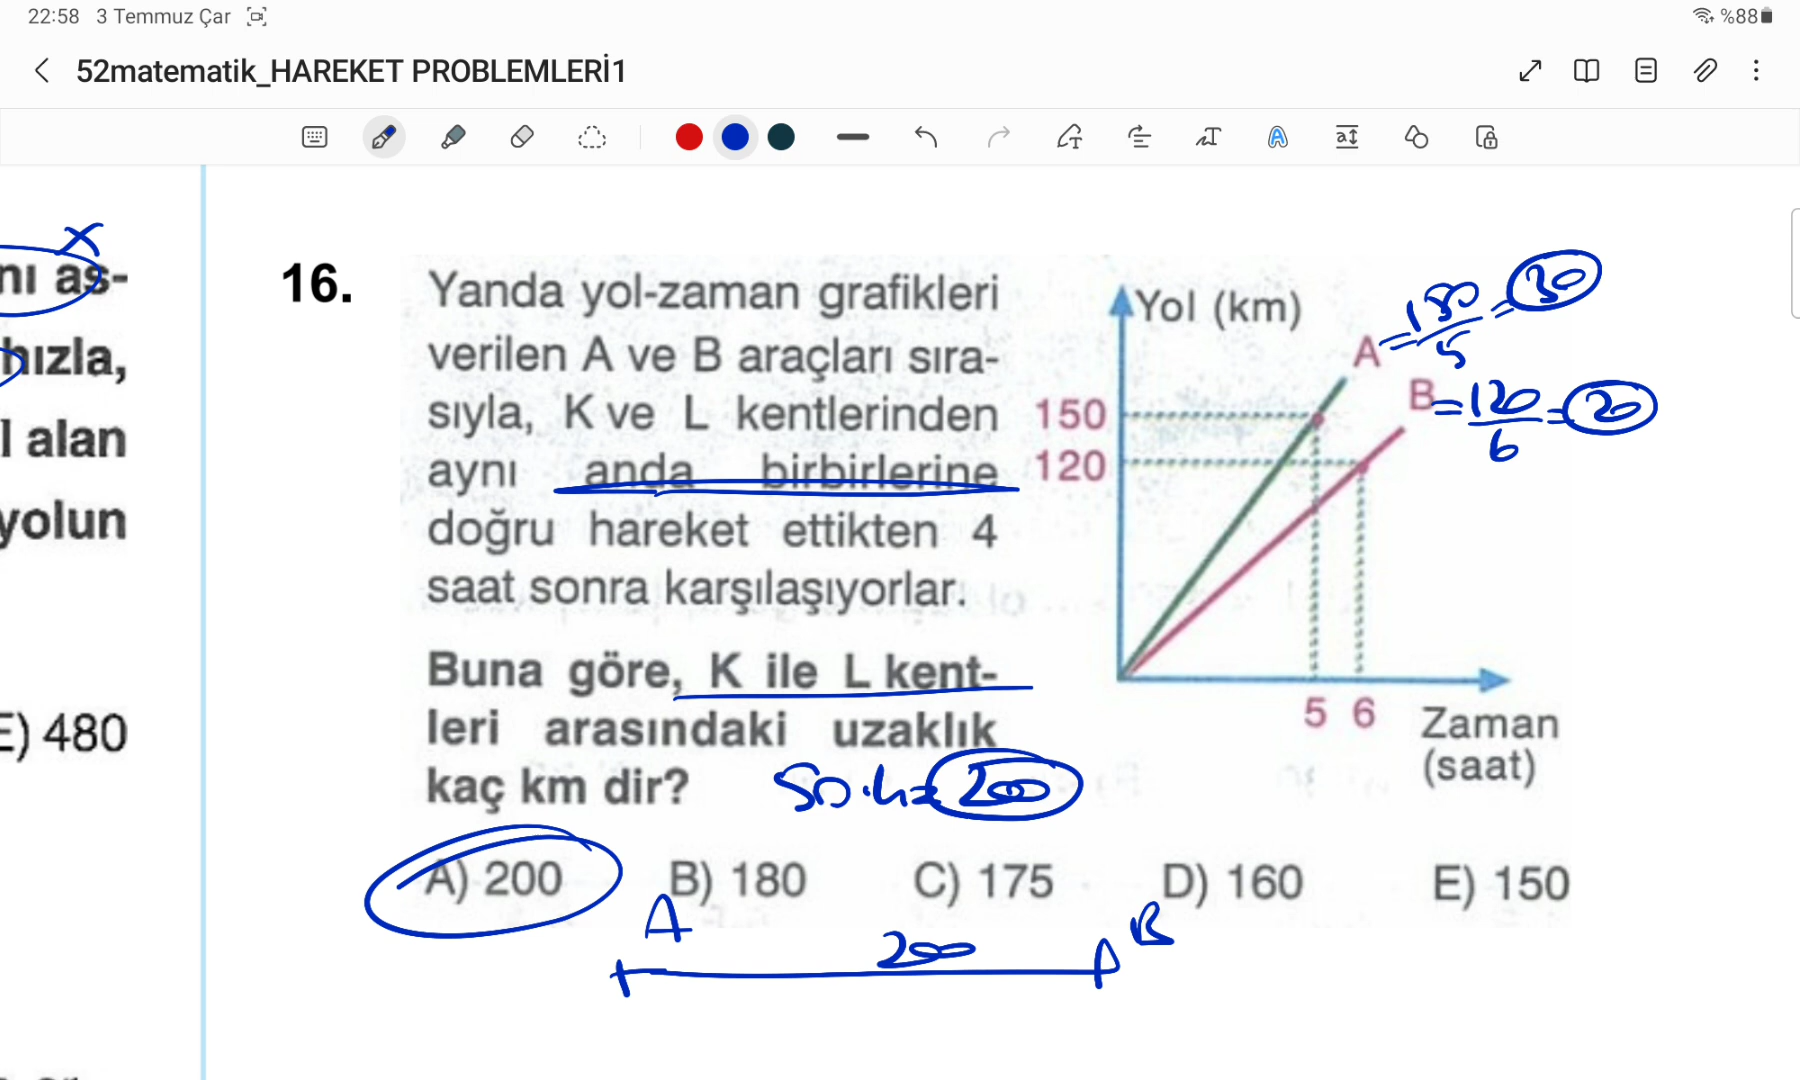 22:58 3 Temmuz Çar %88
52matematik_HAREKET PROBLEMLERİ1
x
nı as-
hızla,
l alan
yolun
E) 480
16.
Yanda yol-zaman grafikleri
verilen A ve B araçları sıra-
sıyla, K ve L kentlerinden
aynı anda birbirlerine
doğru hareket ettikten 4
saat sonra karşılaşıyorlar.
Buna göre, K ile L kent-
leri arasındaki uzaklık
kaç km dir?
50.4=200
Yol (km)
A = 150/5 = 30
B = 120/6 = 20
150
120
5 6
Zaman
(saat)
A) 200 B) 180 C) 175 D) 160 E) 150
A 200 B